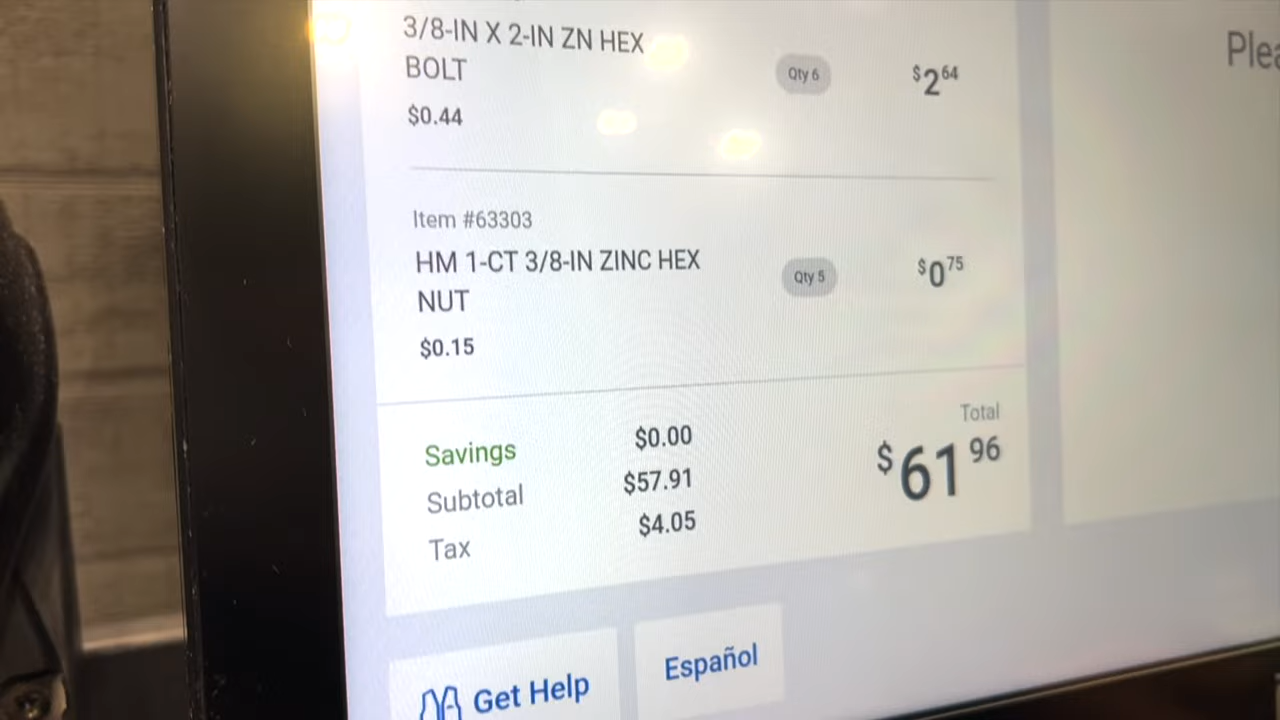 3/8-IN X 2-IN ZN HEX
BOLT
Qty 6
$2.64
$0.44
Item #63303
HM 1-CT 3/8-IN ZINC HEX
NUT
Qty 5
$0.75
$0.15
Savings $0.00
Subtotal $57.91
Tax $4.05
Total
$61.96
Get Help
Español